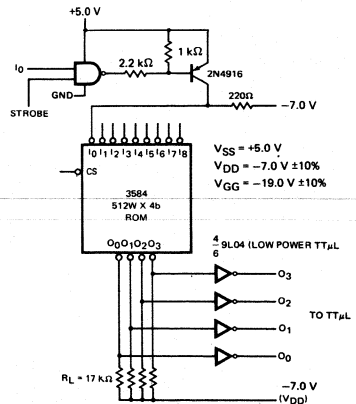 +5.0 V
1 kΩ
I0
2.2 kΩ
2N4916
GND
STROBE
220Ω
−7.0 V
I0 I1 I2 I3 I4 I5 I6 I7 I8
CS
3584
512W X 4b
ROM
O0 O1 O2 O3
VSS = +5.0 V
VDD = −7.0 V ±10%
VGG = −19.0 V ±10%
4/6 9L04 (LOW POWER TTμL
O3
O2
O1
O0
TO TTμL
RL = 17 kΩ
−7.0 V
(VDD)